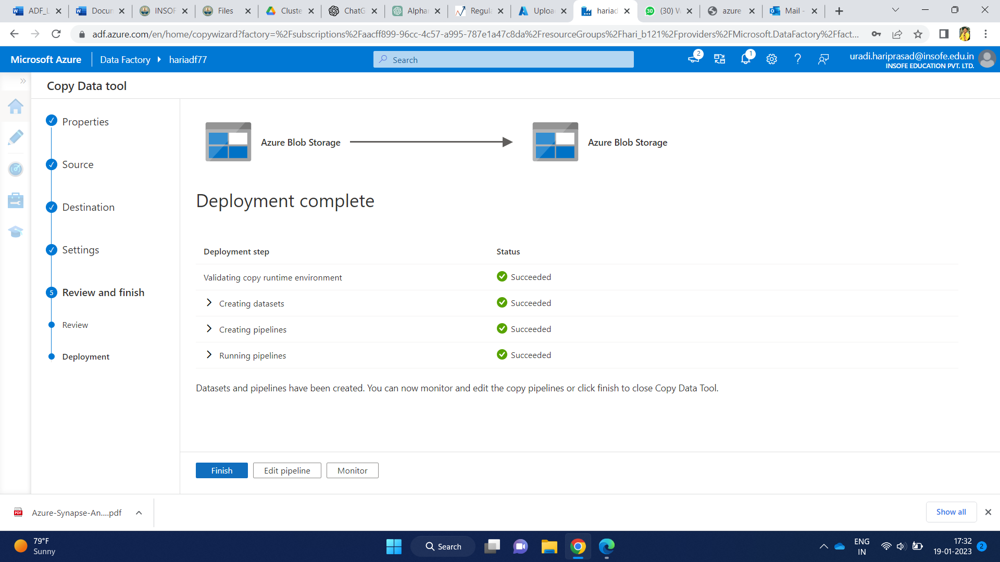 ADF_L
Docun
INSOF
Files
Cluste
ChatG
Alphar
Regula
Uploa
hariad
30
(30) W
azure
Mail -
adf.azure.com/en/home/copywizard?factory=%2Fsubscriptions%2Faacff899-96cc-4c57-a995-787e1a47c8da%2FresourceGroups%2Fhari_b121%2Fproviders%2FMicrosoft.DataFactory%2Ffact...
Microsoft Azure
Data Factory
hariadf77
Search
2
1
uradi.hariprasad@insofe.edu.in
INSOFE EDUCATION PVT. LTD.
Copy Data tool
Properties
Source
Destination
Settings
5
Review and finish
Review
Deployment
Azure Blob Storage
Azure Blob Storage
Deployment complete
Deployment step
Status
Validating copy runtime environment
Succeeded
Creating datasets
Succeeded
Creating pipelines
Succeeded
Running pipelines
Succeeded
Datasets and pipelines have been created. You can now monitor and edit the copy pipelines or click finish to close Copy Data Tool.
Finish
Edit pipeline
Monitor
PDF
Azure-Synapse-An....pdf
Show all
79°F
Sunny
Search
ENG
IN
17:32
19-01-2023
2